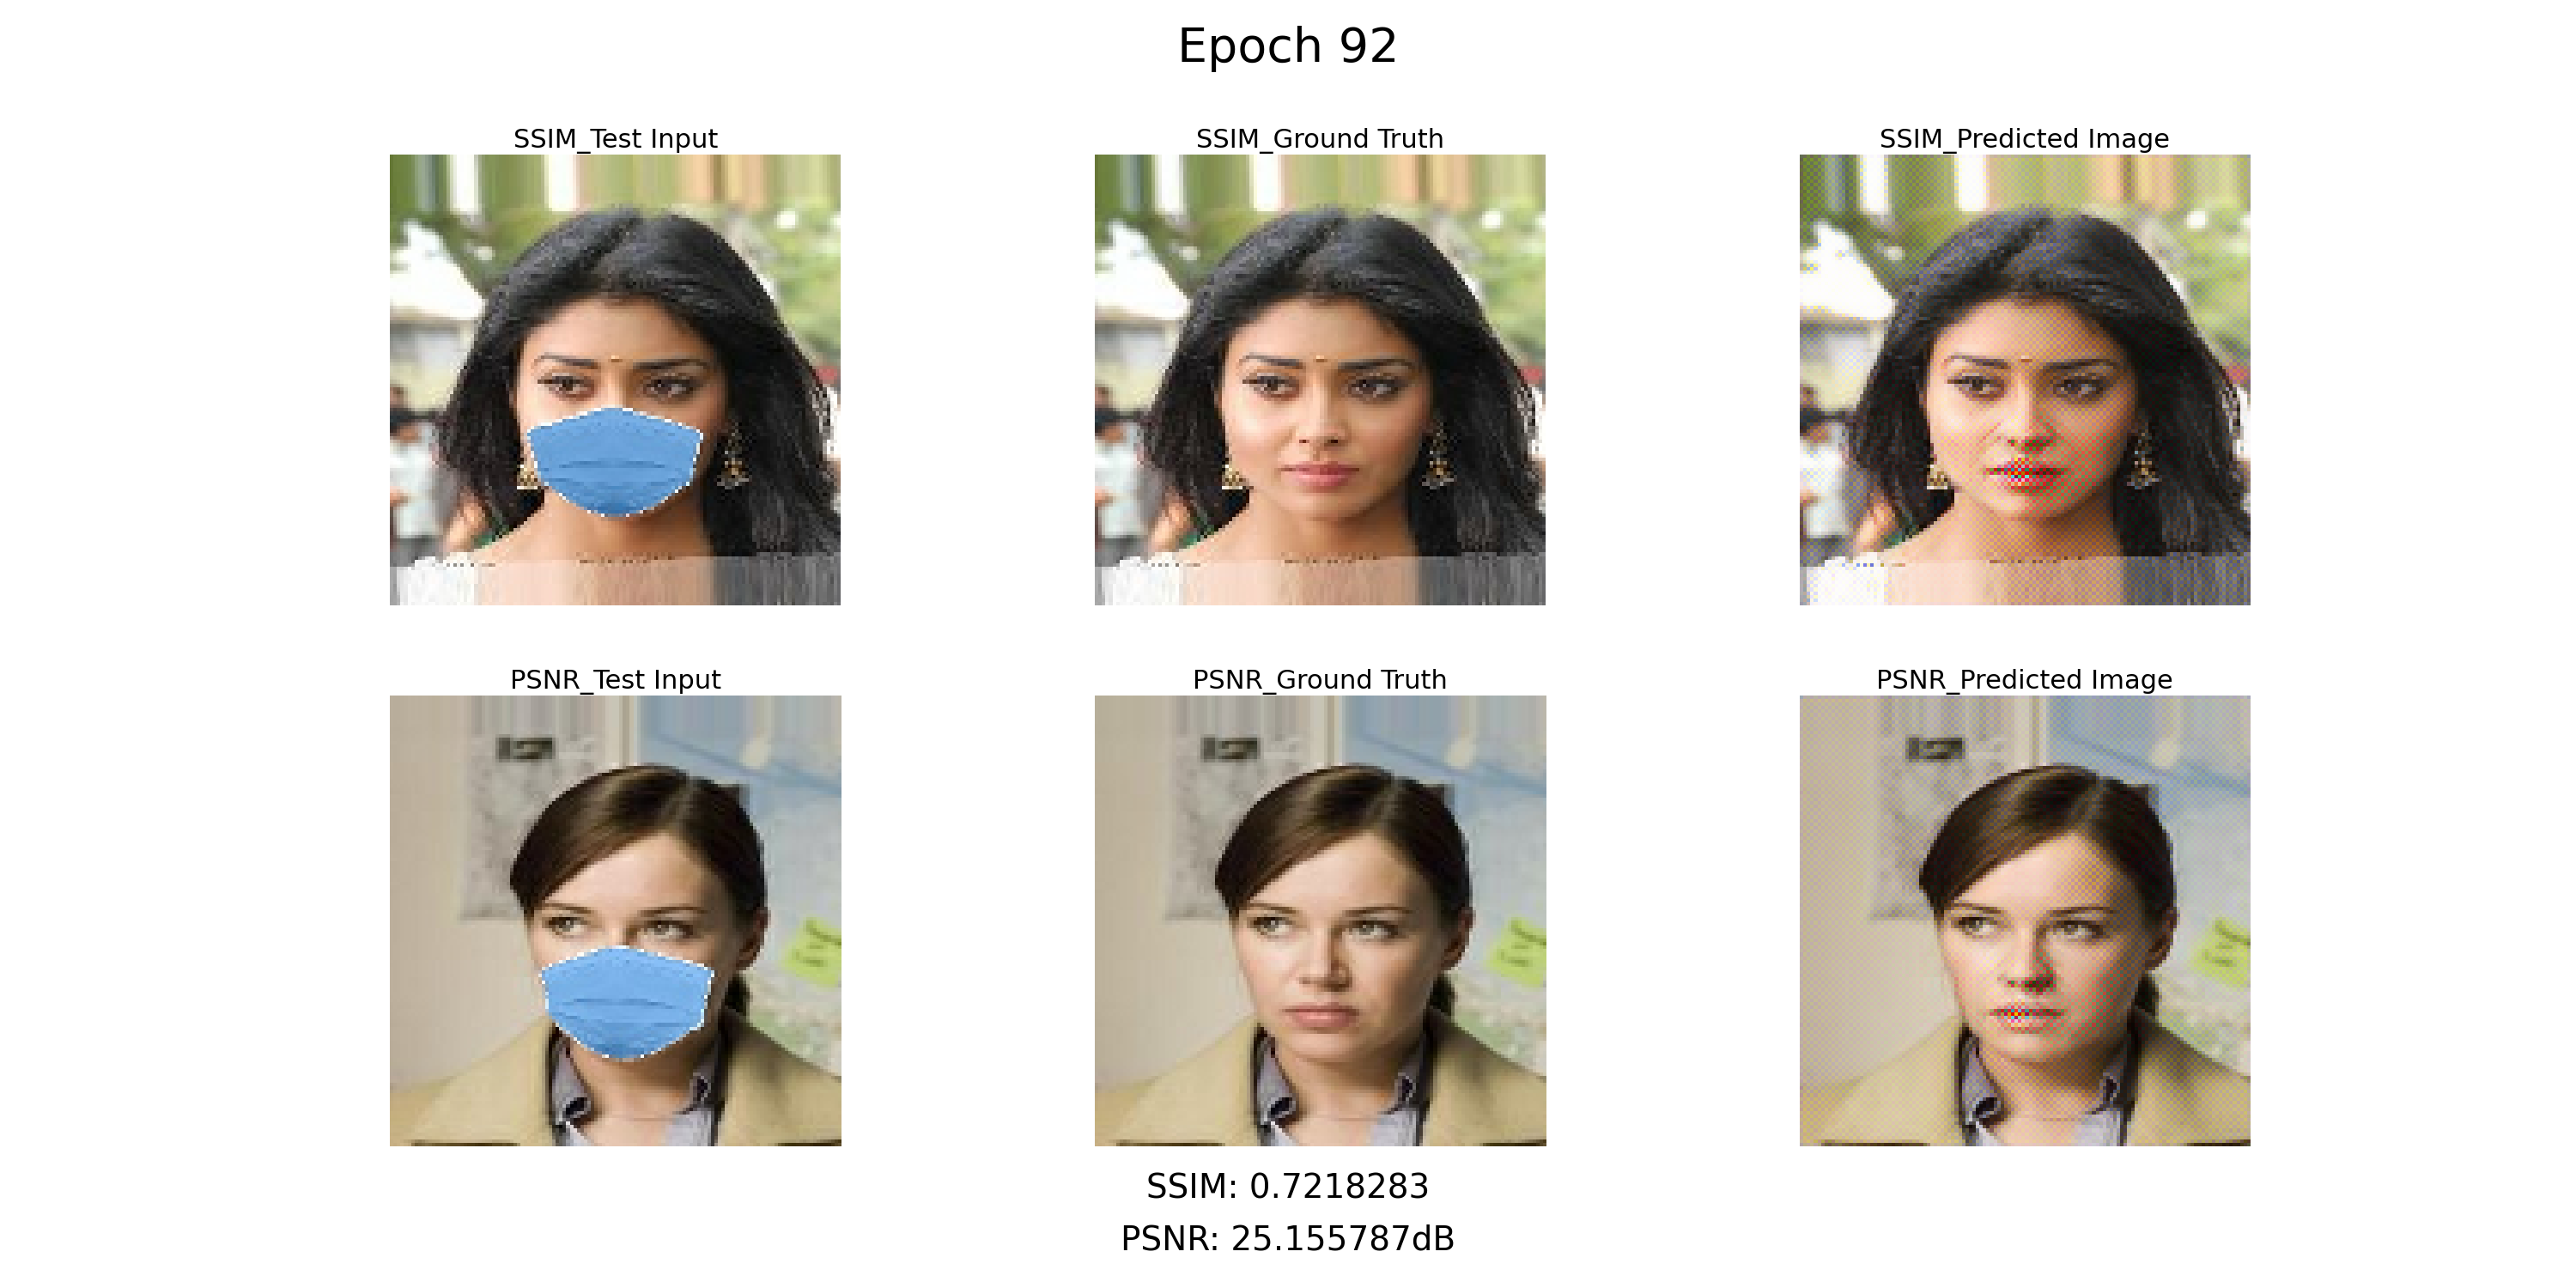 Epoch 92
SSIM_Test Input
SSIM_Ground Truth
SSIM_Predicted Image
PSNR_Test Input
PSNR_Ground Truth
PSNR_Predicted Image
SSIM: 0.7218283
PSNR: 25.155787dB